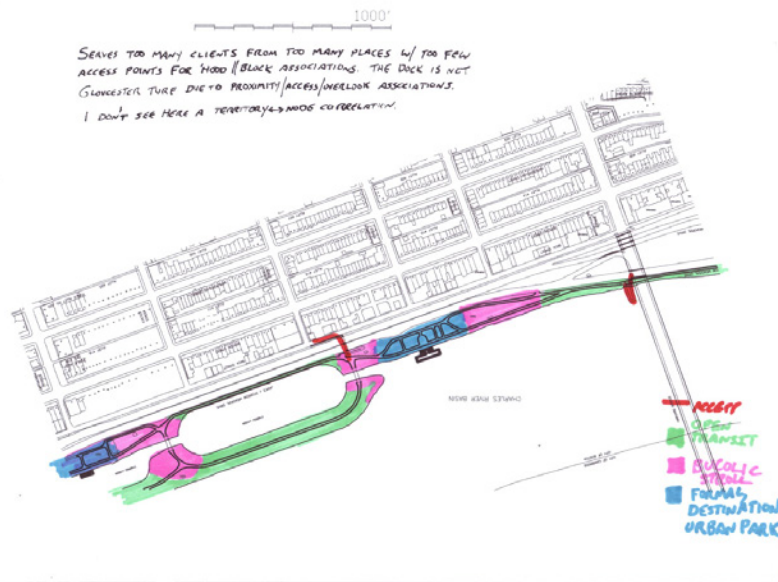 1000'
SERVES TOO MANY CLIENTS FROM TOO MANY PLACES W/ TOO FEW
ACCESS POINTS FOR 'HOOD || BLOCK ASSOCIATIONS. THE DOCK IS NOT
GLOUCESTER TURF DUE TO PROXIMITY/ACCESS/OVERLOOK ASSOCIATIONS.
I DON'T SEE HERE A TERRITORY↔NODE CORRELATION.
CHARLES RIVER BASIN
ACCESS
OPEN
TRANSIT
BUCOLIC
STROLL
FORMAL
DESTINATION
URBAN PARK